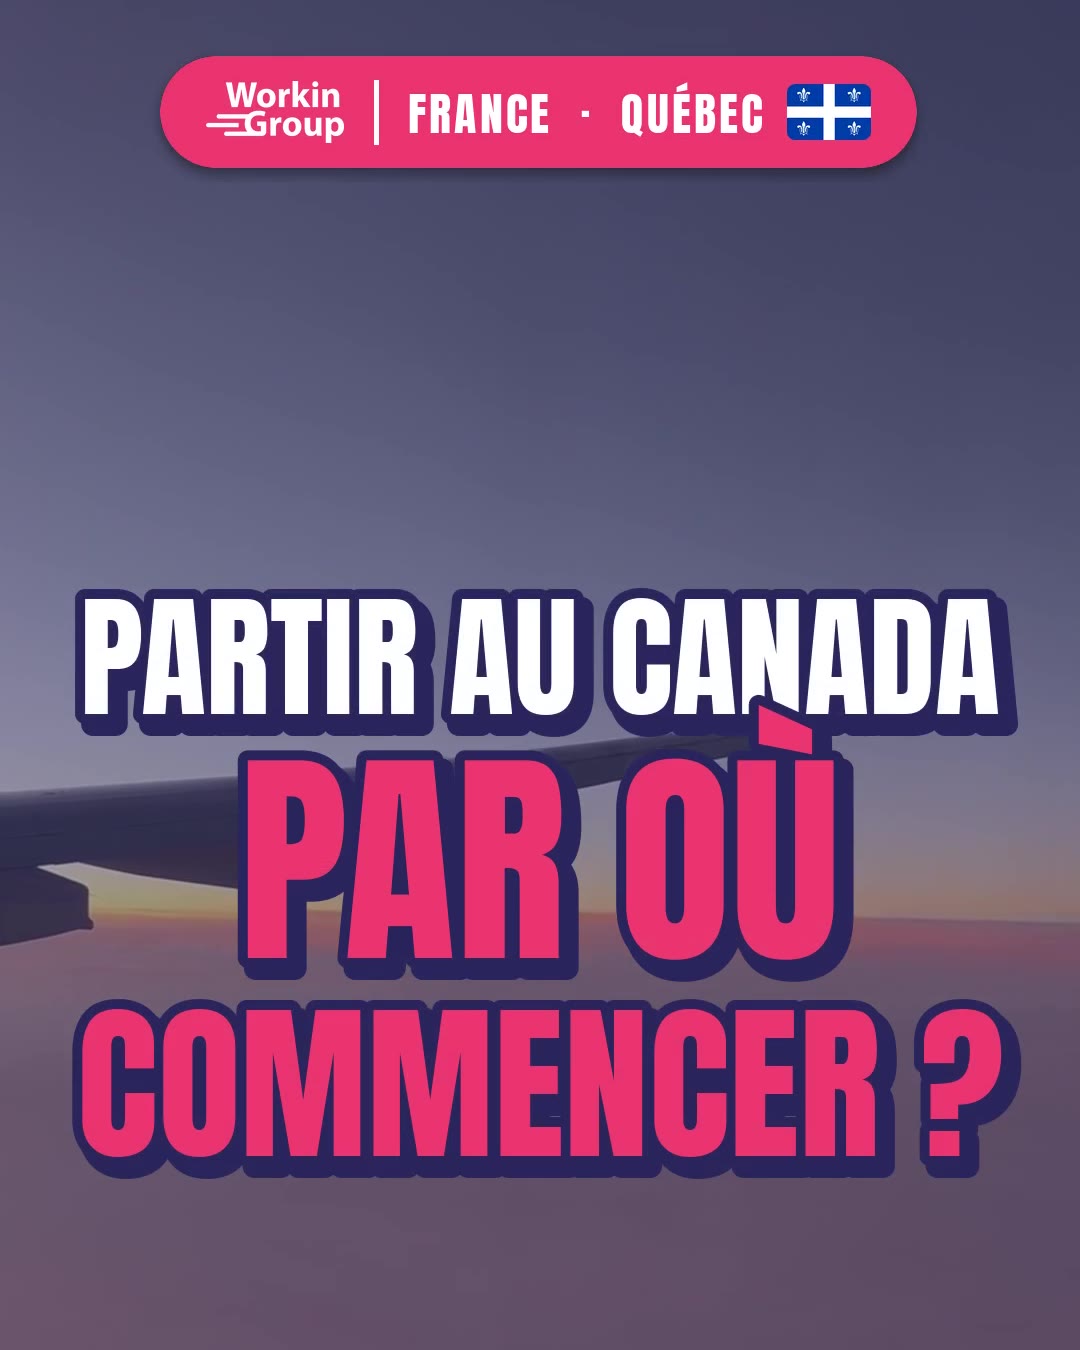 Workin
Group
FRANCE · QUÉBEC
PARTIR AU CANADA
PAR OÙ
COMMENCER ?